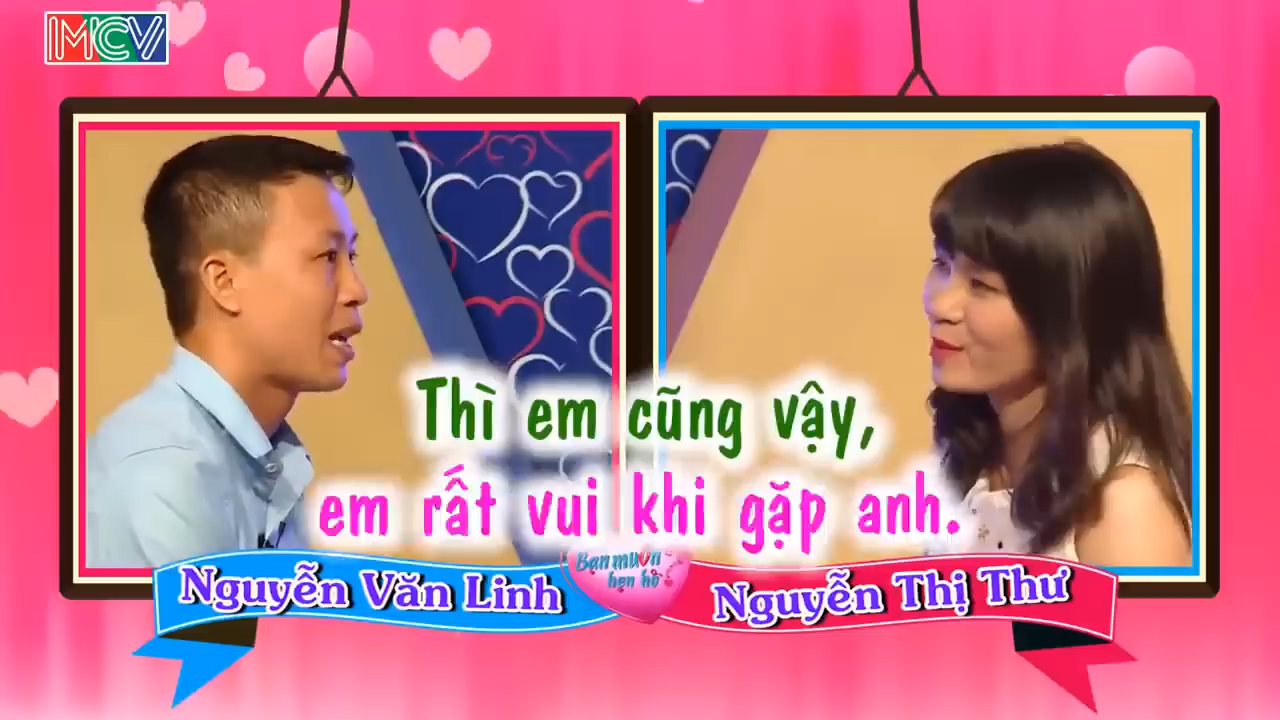 MCV
Thì em cũng vậy,
em rất vui khi gặp anh.
Bạn muốn
hẹn hò
Nguyễn Văn Linh
Nguyễn Thị Thư